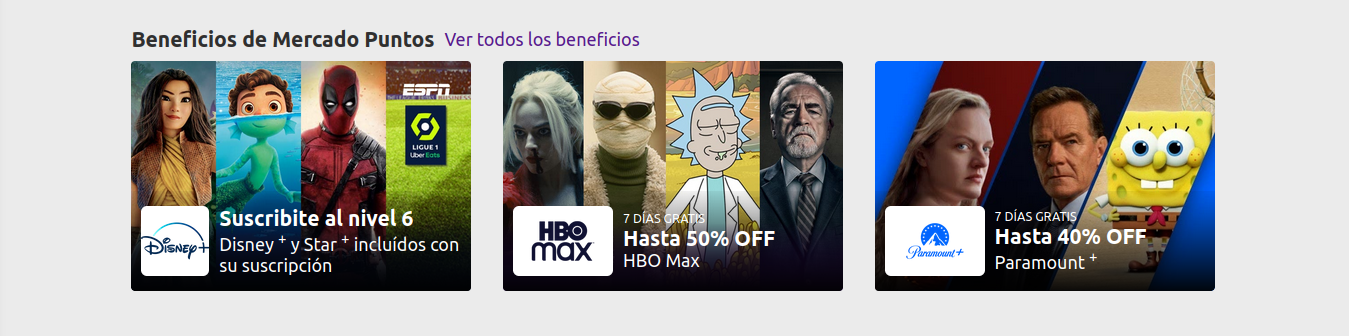 Beneficios de Mercado Puntos Ver todos los beneficios
ESPN
LIGUE 1
Uber Eats
Disney+
Suscribite al nivel 6
Disney + y Star + incluídos con
su suscripción
HBO
max
7 DÍAS GRATIS
Hasta 50% OFF
HBO Max
Paramount+
7 DÍAS GRATIS
Hasta 40% OFF
Paramount +